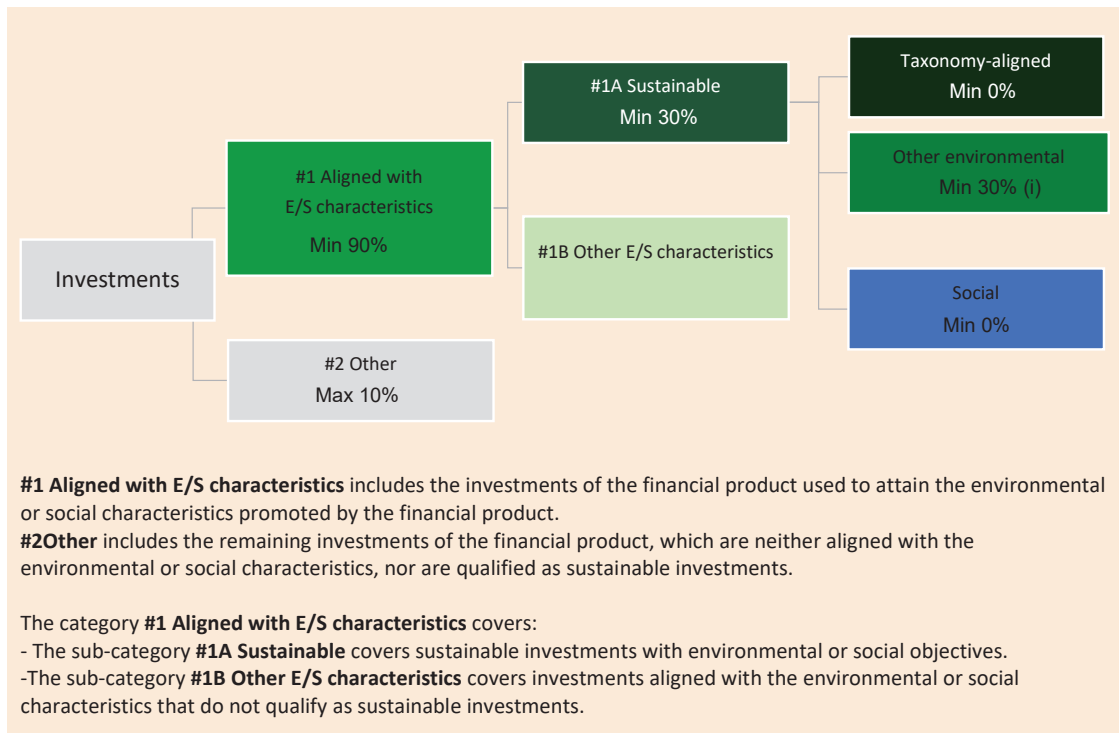 Investments
#1 Aligned with
E/S characteristics
Min 90%
#2 Other
Max 10%
#1A Sustainable
Min 30%
#1B Other E/S characteristics
Taxonomy-aligned
Min 0%
Other environmental
Min 30% (i)
Social
Min 0%
#1 Aligned with E/S characteristics includes the investments of the financial product used to attain the environmental
or social characteristics promoted by the financial product.
#2Other includes the remaining investments of the financial product, which are neither aligned with the
environmental or social characteristics, nor are qualified as sustainable investments.
The category #1 Aligned with E/S characteristics covers:
- The sub-category #1A Sustainable covers sustainable investments with environmental or social objectives.
-The sub-category #1B Other E/S characteristics covers investments aligned with the environmental or social
characteristics that do not qualify as sustainable investments.